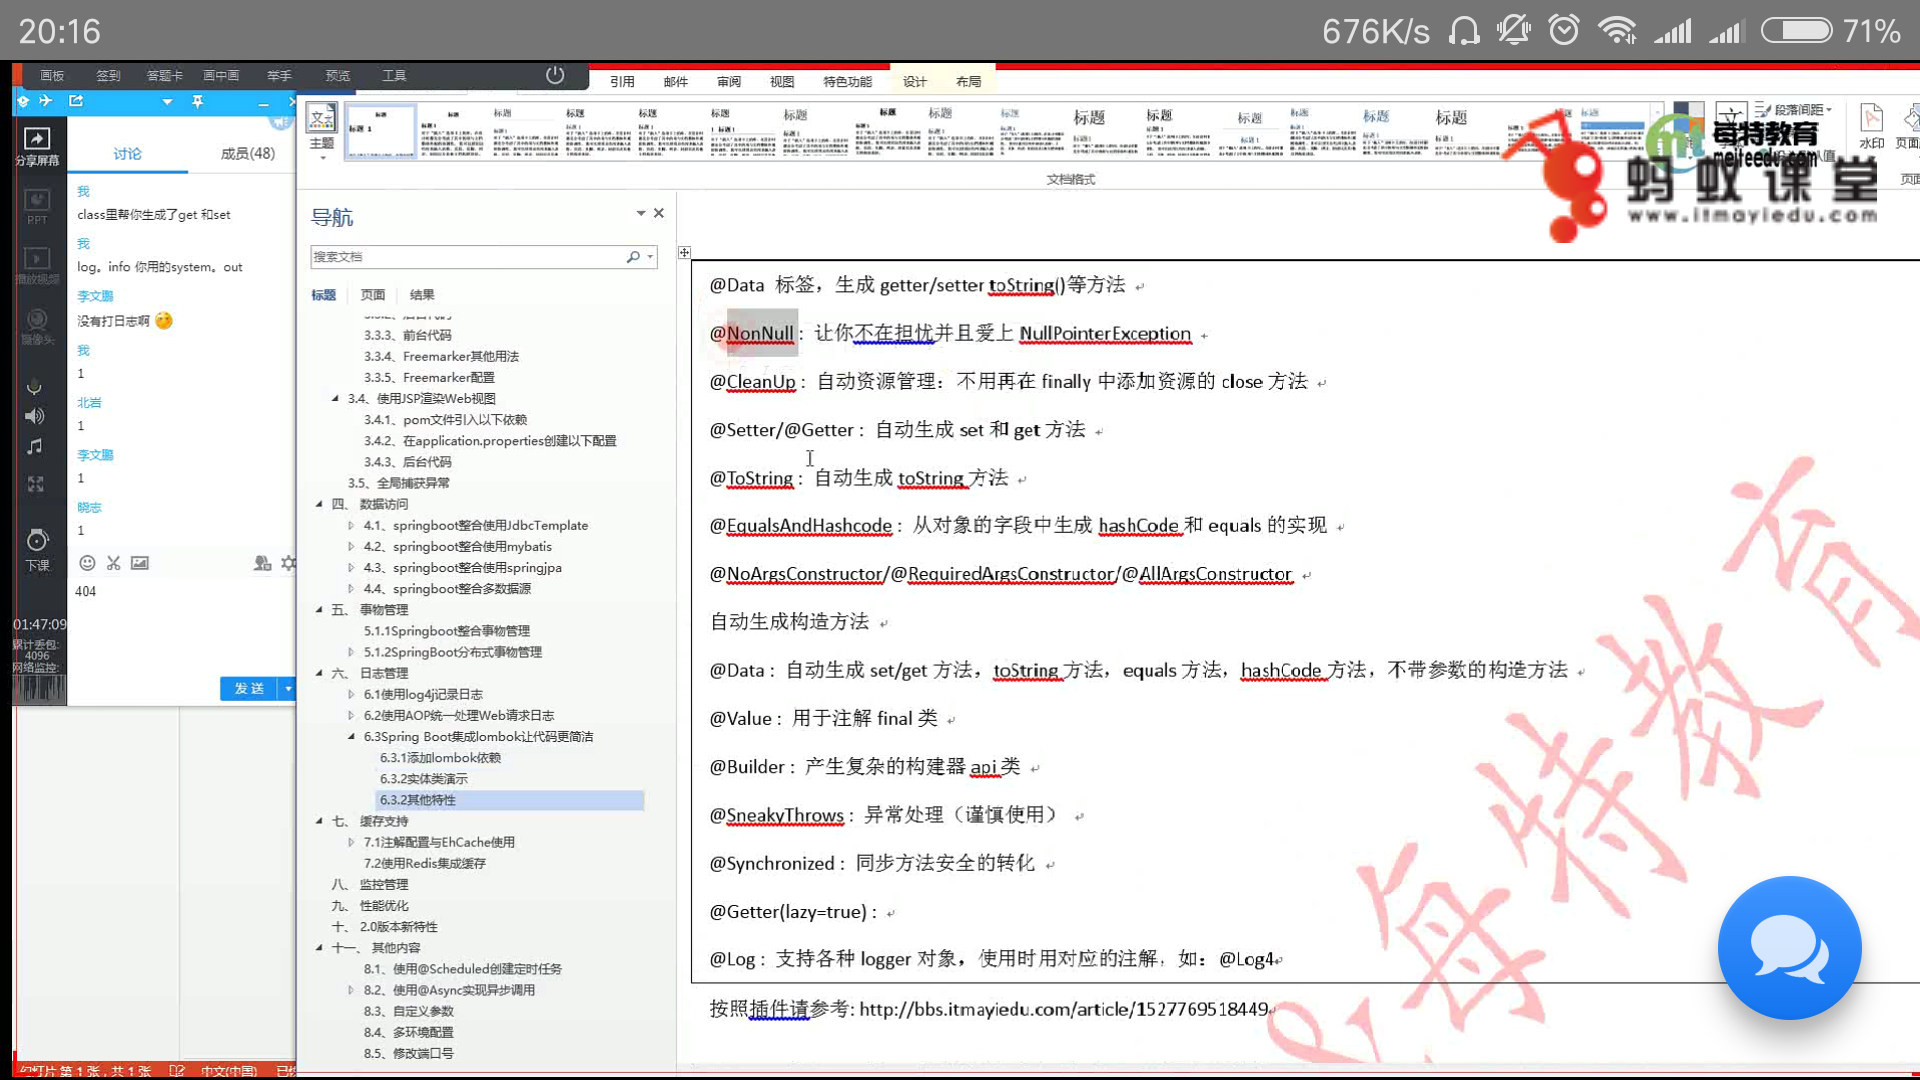 20:16
676K/s
71%
画板 签到 答题卡 画中画 举手 预览 工具
引用 邮件 审阅 视图 特色功能 设计 布局
主题
段落间距
水印
文档格式
每特教育
meiteedu.com
蚂蚁课堂
www.itmayiedu.com
分享屏幕
PPT
播放视频
摄像头
下课
01:47:09
累计丢包:
4096
网络监控:
讨论 成员(48)
我
class里帮你生成了get 和set
我
log。info 你用的system。out
李文鹏
没有打日志啊
我
1
北岩
1
李文鹏
1
晓志
1
404
发送
导航
搜索文档
标题 页面 结果
3.3.2、后台代码
3.3.3、前台代码
3.3.4、Freemarker其他用法
3.3.5、Freemarker配置
3.4、使用JSP渲染Web视图
3.4.1、pom文件引入以下依赖
3.4.2、在application.properties创建以下配置
3.4.3、后台代码
3.5、全局捕获异常
四、 数据访问
4.1、springboot整合使用JdbcTemplate
4.2、springboot整合使用mybatis
4.3、springboot整合使用springjpa
4.4、springboot整合多数据源
五、 事物管理
5.1.1Springboot整合事物管理
5.1.2SpringBoot分布式事物管理
六、 日志管理
6.1使用log4j记录日志
6.2使用AOP统一处理Web请求日志
6.3Spring Boot集成lombok让代码更简洁
6.3.1添加lombok依赖
6.3.2实体类演示
6.3.2其他特性
七、 缓存支持
7.1注解配置与EhCache使用
7.2使用Redis集成缓存
八、 监控管理
九、 性能优化
十、 2.0版本新特性
十一、 其他内容
8.1、使用@Scheduled创建定时任务
8.2、使用@Async实现异步调用
8.3、自定义参数
8.4、多环境配置
8.5、修改端口号
@Data 标签，生成 getter/setter toString()等方法
@NonNull : 让你不在担忧并且爱上 NullPointerException
@CleanUp : 自动资源管理：不用再在 finally 中添加资源的 close 方法
@Setter/@Getter : 自动生成 set 和 get 方法
@ToString : 自动生成 toString 方法
@EqualsAndHashcode : 从对象的字段中生成 hashCode 和 equals 的实现
@NoArgsConstructor/@RequiredArgsConstructor/@AllArgsConstructor
自动生成构造方法
@Data : 自动生成 set/get 方法，toString 方法，equals 方法，hashCode 方法，不带参数的构造方法
@Value : 用于注解 final 类
@Builder : 产生复杂的构建器 api 类
@SneakyThrows : 异常处理（谨慎使用）
@Synchronized : 同步方法安全的转化
@Getter(lazy=true) :
@Log : 支持各种 logger 对象，使用时用对应的注解，如：@Log4
按照插件请参考: http://bbs.itmayiedu.com/article/1527769518449
每特教育
幻灯片 第 1 张，共 1 张 中文(中国)